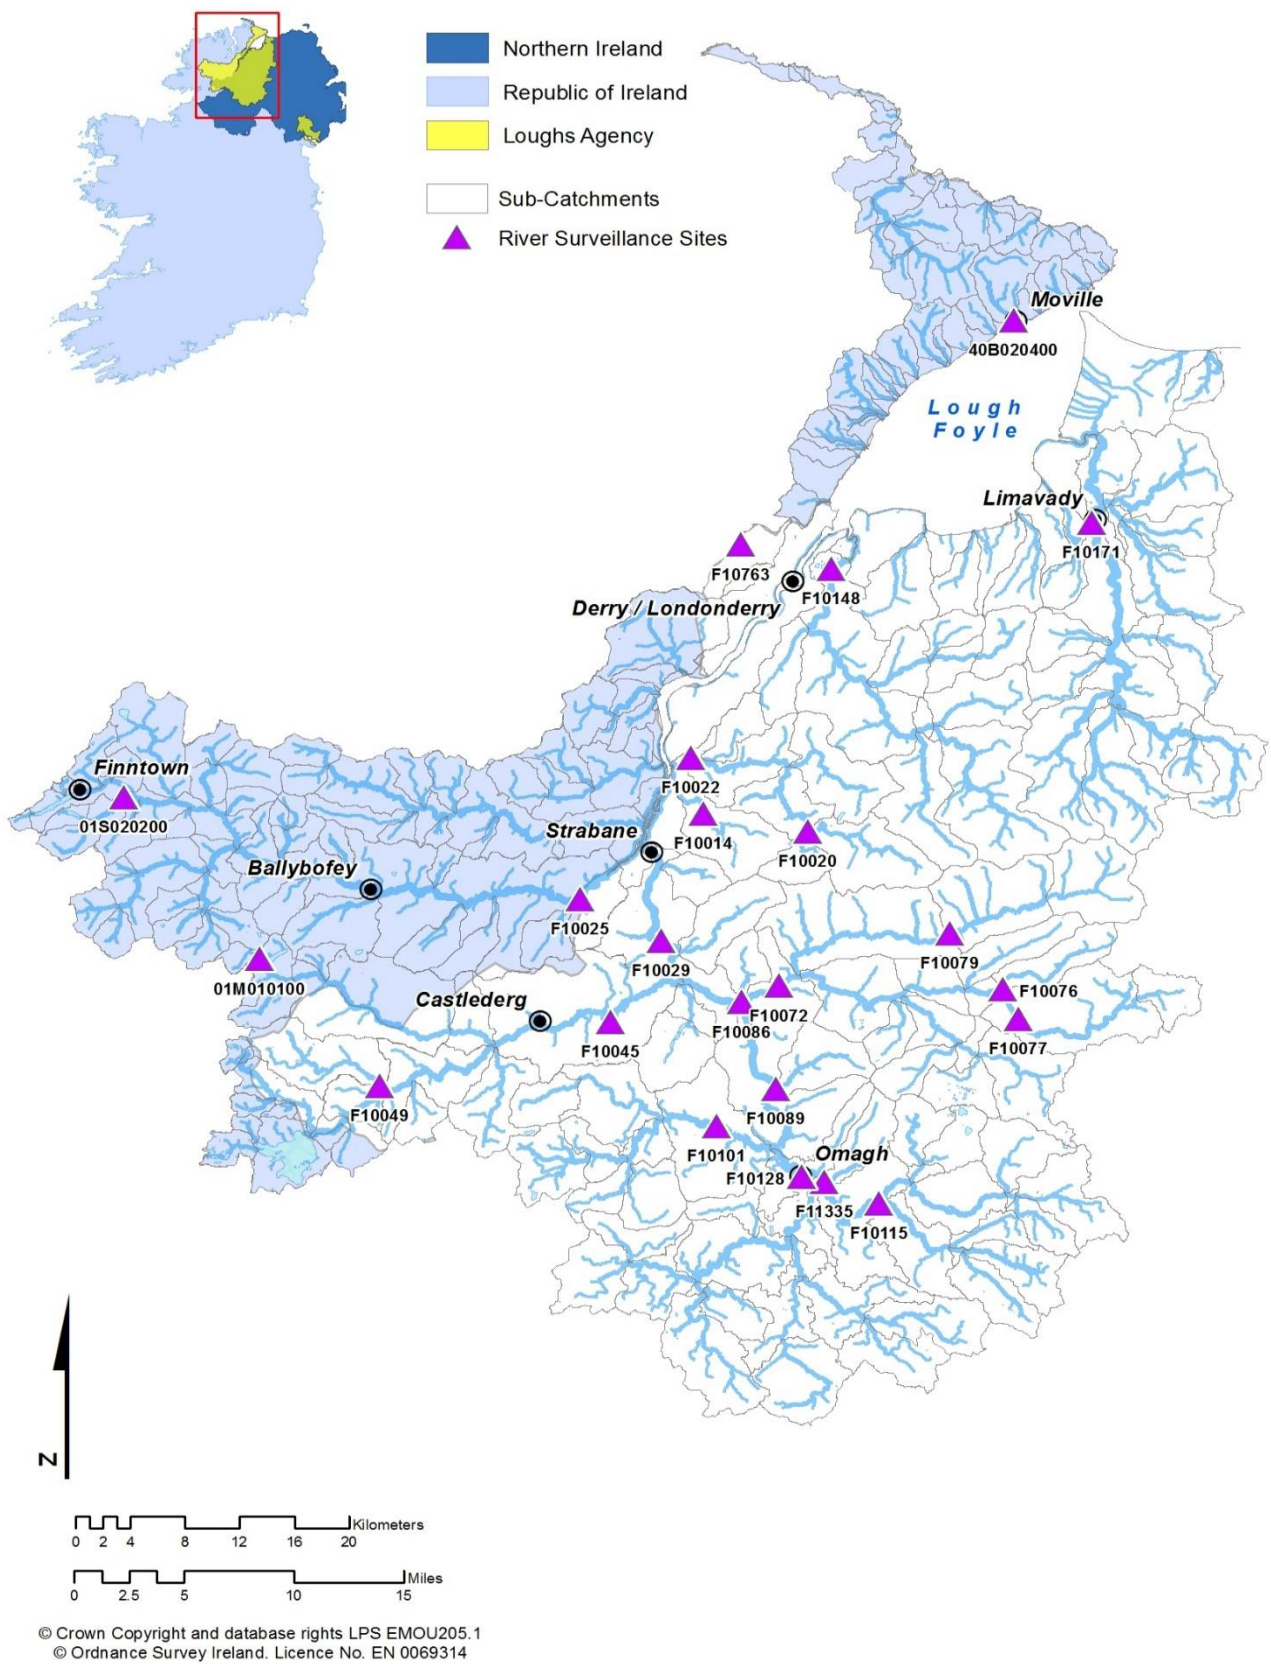 Northern Ireland
Republic of Ireland
Loughs Agency
Sub-Catchments
River Surveillance Sites
Moville
40B020400
Lough
Foyle
Limavady
F10171
F10763
F10148
Derry / Londonderry
Finntown
01S020200
F10022
F10014
F10020
Strabane
Ballybofey
F10025
F10029
F10079
01M010100
Castlederg
F10076
F10072
F10086
F10077
F10045
F10049
F10089
F10101
Omagh
F10128
F11335
F10115
N
Kilometers
0 2 4 8 12 16 20
Miles
0 2.5 5 10 15
© Crown Copyright and database rights LPS EMOU205.1
© Ordnance Survey Ireland. Licence No. EN 0069314